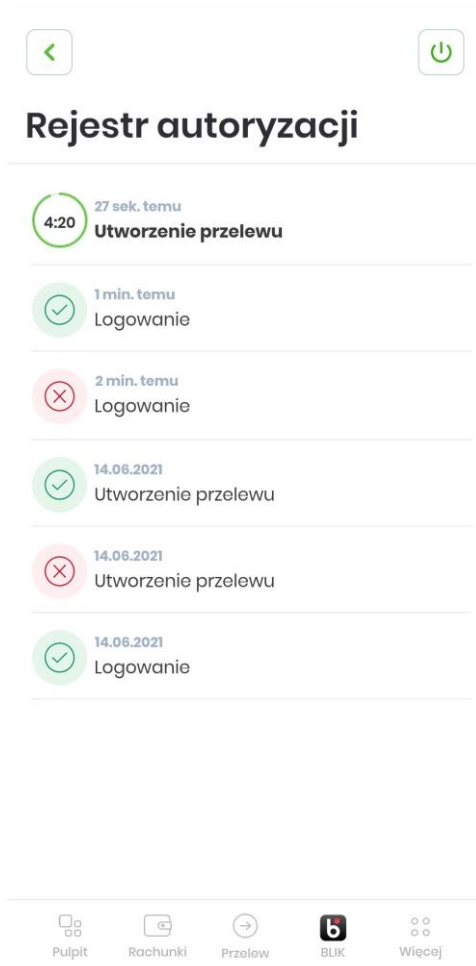 Rejestr autoryzacji
4:20
27 sek. temu
Utworzenie przelewu
1 min. temu
Logowanie
2 min. temu
Logowanie
14.06.2021
Utworzenie przelewu
14.06.2021
Utworzenie przelewu
14.06.2021
Logowanie
Pulpit Rachunki Przelew BLIK Więcej